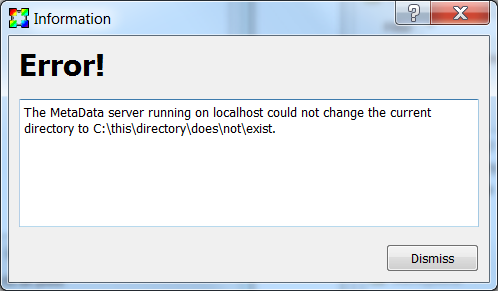 Information
Error!
The MetaData server running on localhost could not change the current
directory to C:\this\directory\does\not\exist.
Dismiss